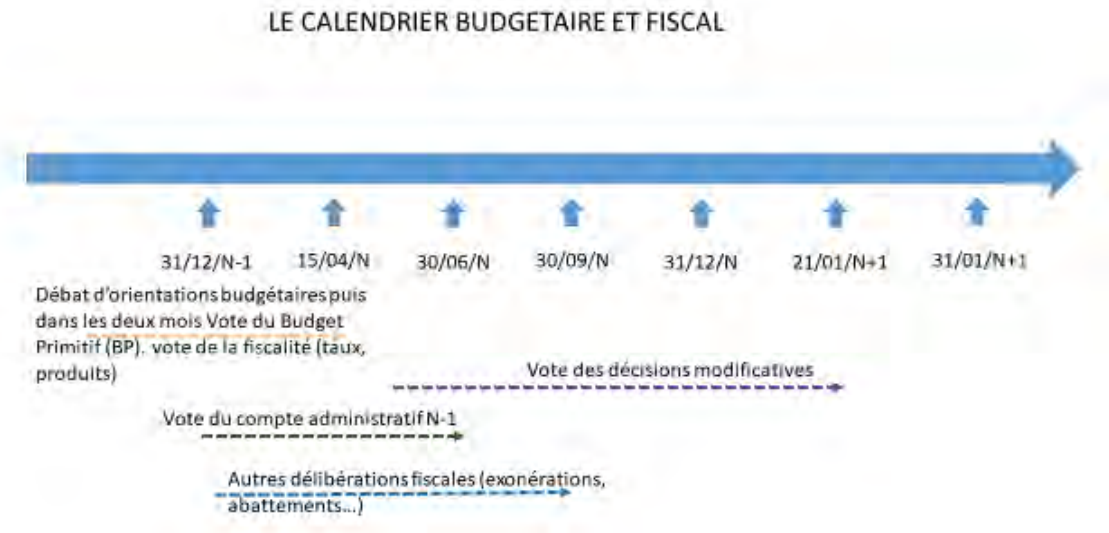 LE CALENDRIER BUDGETAIRE ET FISCAL
31/12/N-1 15/04/N 30/06/N 30/09/N 31/12/N 21/01/N+1 31/01/N+1
Débat d'orientations budgétaires puis
dans les deux mois Vote du Budget
Primitif (BP). vote de la fiscalité (taux,
produits)
Vote des décisions modificatives
Vote du compte administratif N-1
Autres délibérations fiscales (exonérations,
abattements...)